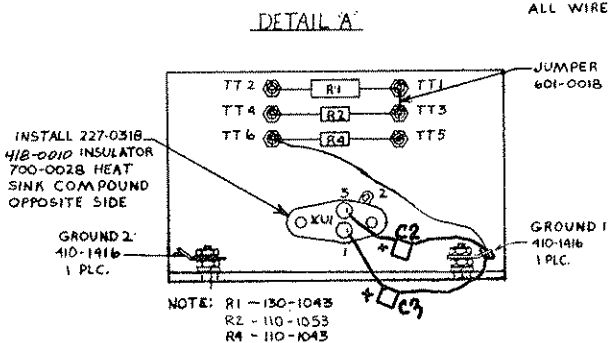 DETAIL 'A'
ALL WIRE
JUMPER
601-0018
TT2 R1 TT1
TT4 R2 TT3
TT6 R4 TT5
INSTALL 227-0318
418-0010 INSULATOR
700-0028 HEAT
SINK COMPOUND
OPPOSITE SIDE
3 2
XU1
1
+ C2
+ C3
GROUND 2
410-1416
1 PLC.
GROUND 1
410-1416
1 PLC.
NOTE: R1 - 130-1043
R2 - 110-1053
R4 - 110-1043